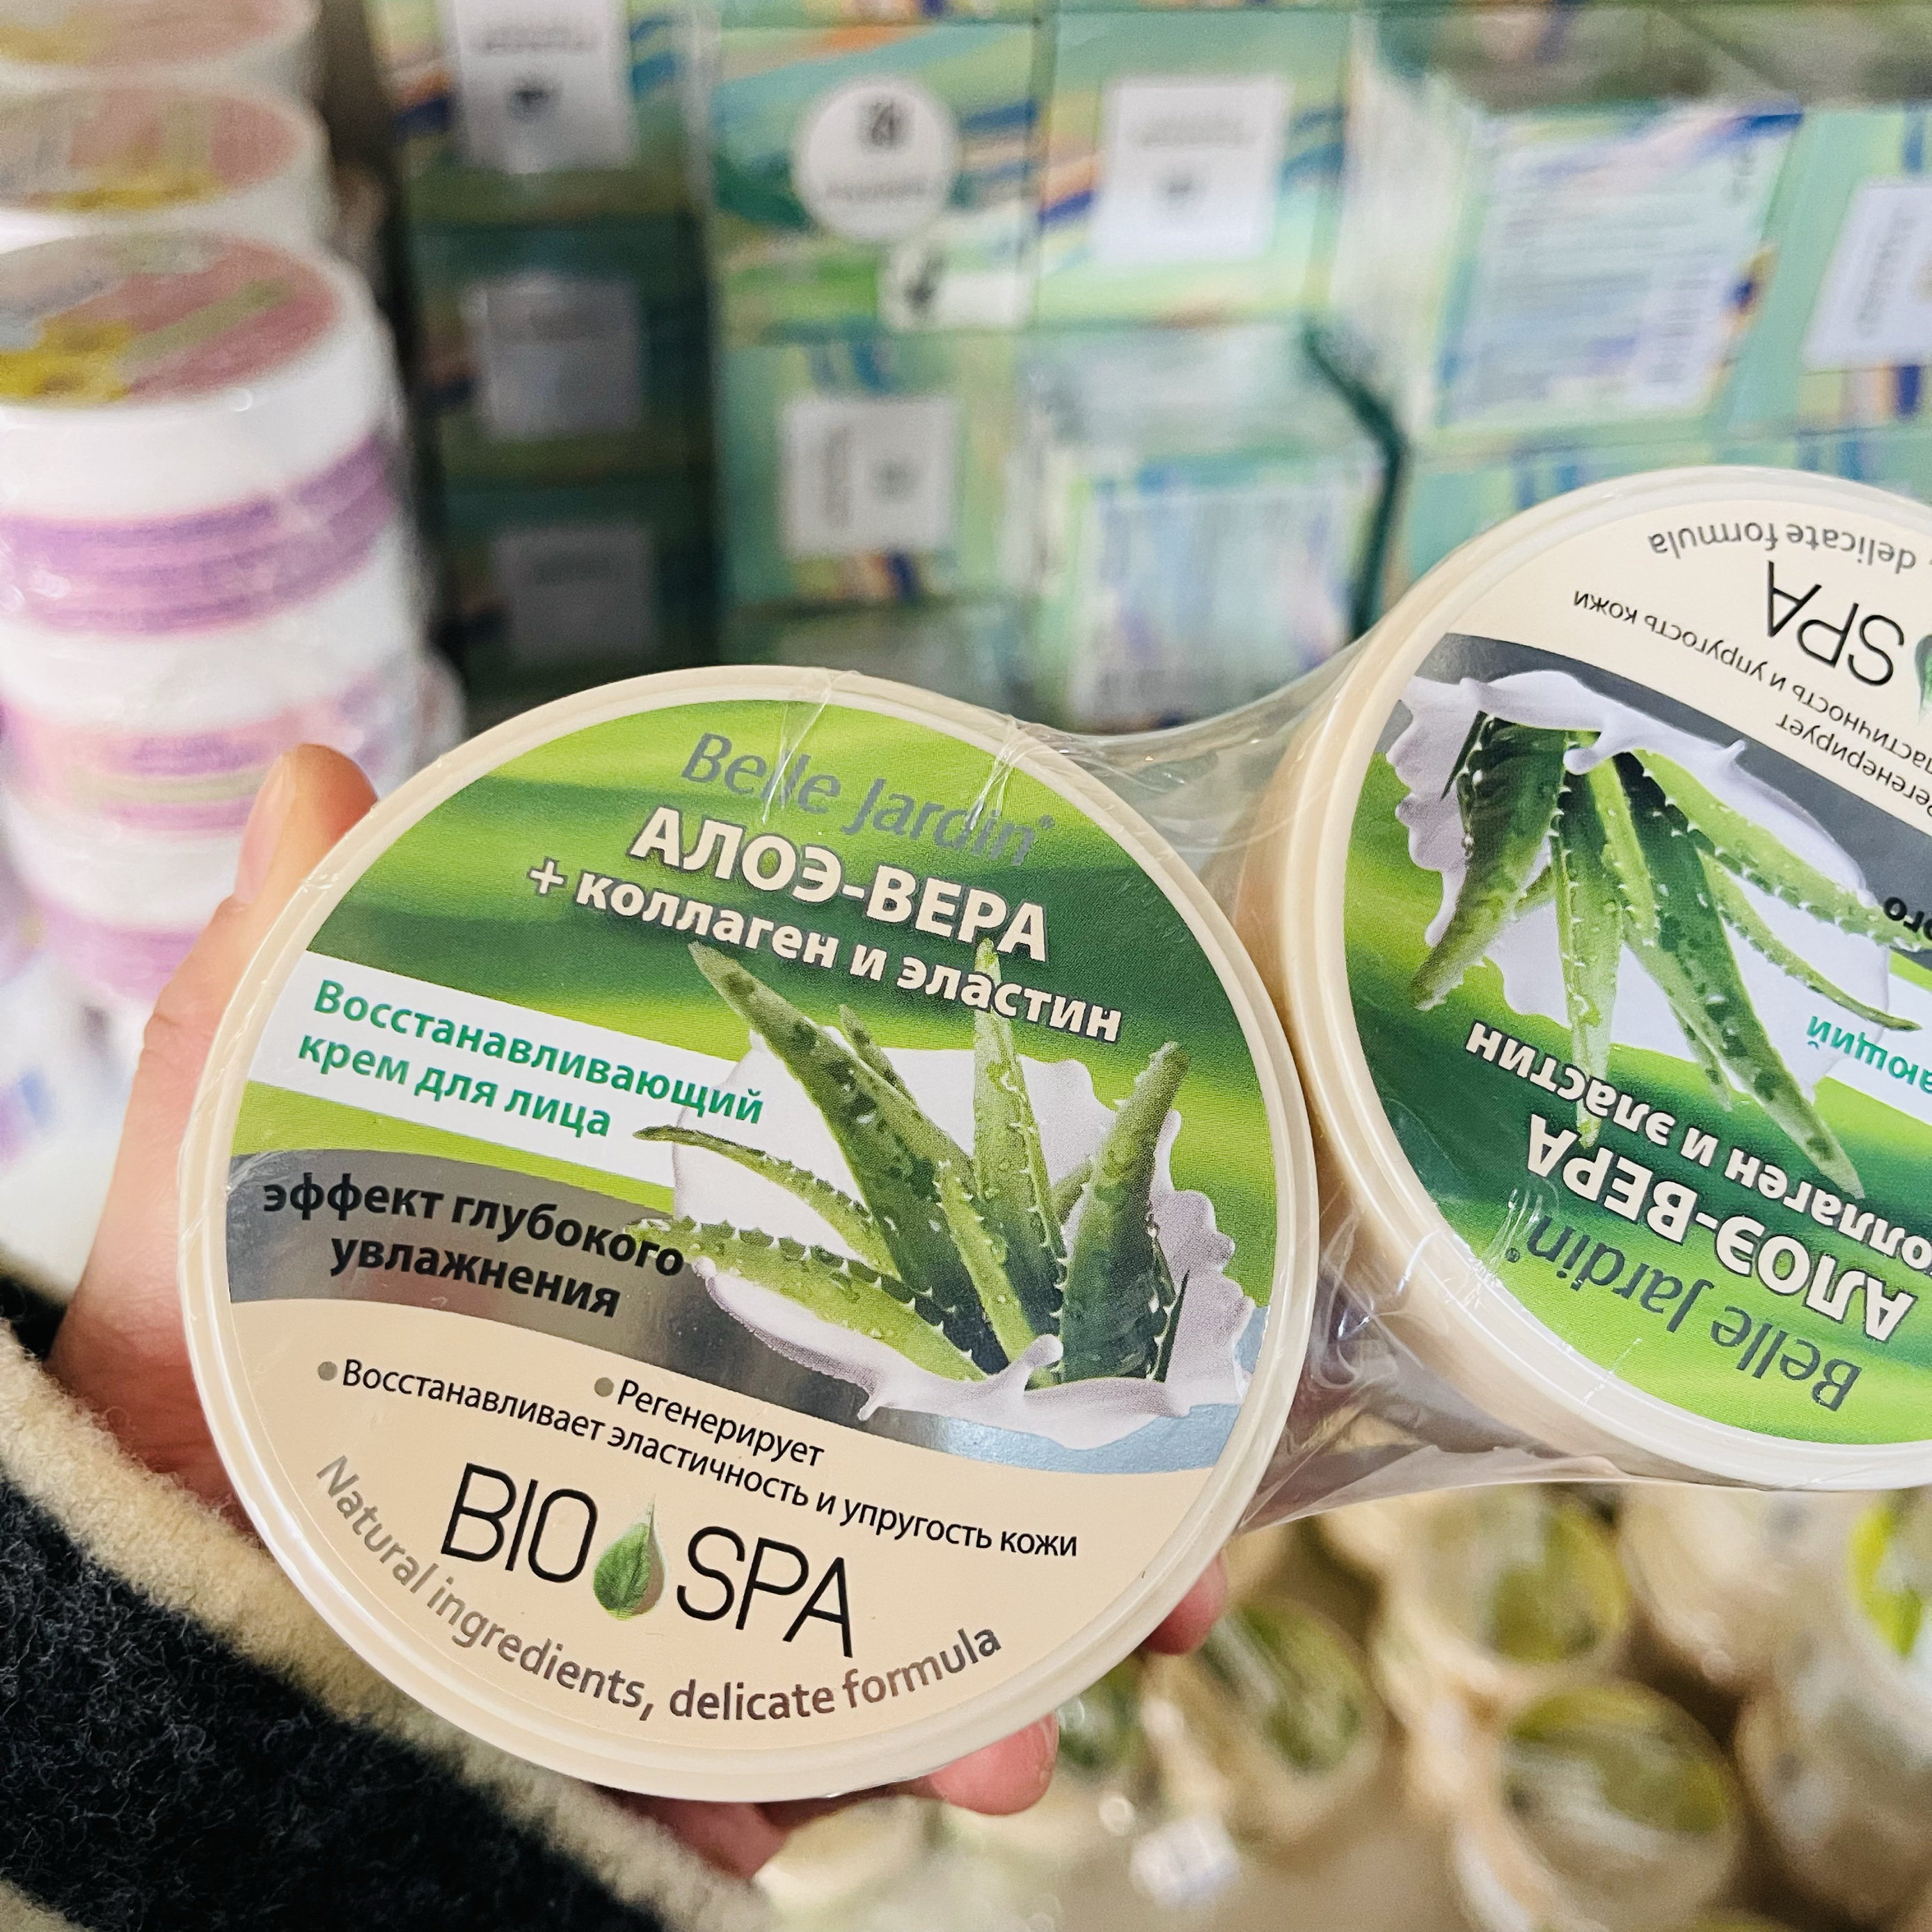 Belle Jardin®
АЛОЭ-ВЕРА
+ коллаген и эластин
Восстанавливающий
крем для лица
эффект глубокого
увлажнения
Регенерирует
Восстанавливает эластичность и упругость кожи
BIO SPA
Natural ingredients, delicate formula
Belle Jardin®
АЛОЭ-ВЕРА
эластин
SPA
delicate formula